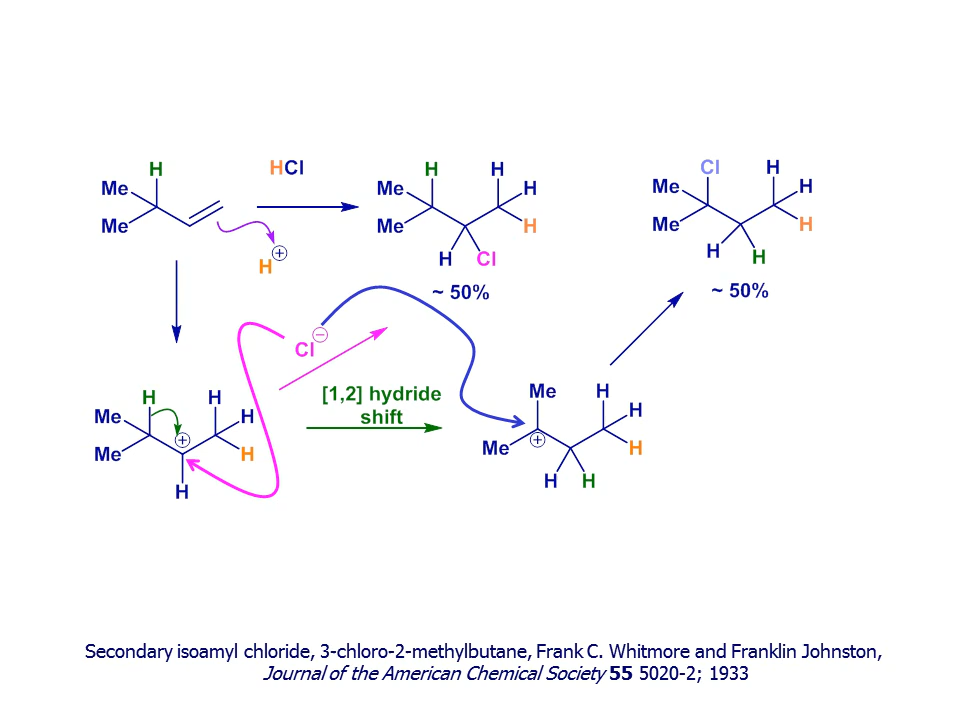 H HCl H H
Me Me H
Me Me H
H⊕ H Cl
~ 50%
Cl H
Me H
Me H
H H
~ 50%
Cl⊖
[1,2] hydride
shift
H H
Me H
⊕
Me H
H
Me H
H
⊕
Me H
H H
Secondary isoamyl chloride, 3-chloro-2-methylbutane, Frank C. Whitmore and Franklin Johnston,
Journal of the American Chemical Society 55 5020-2; 1933